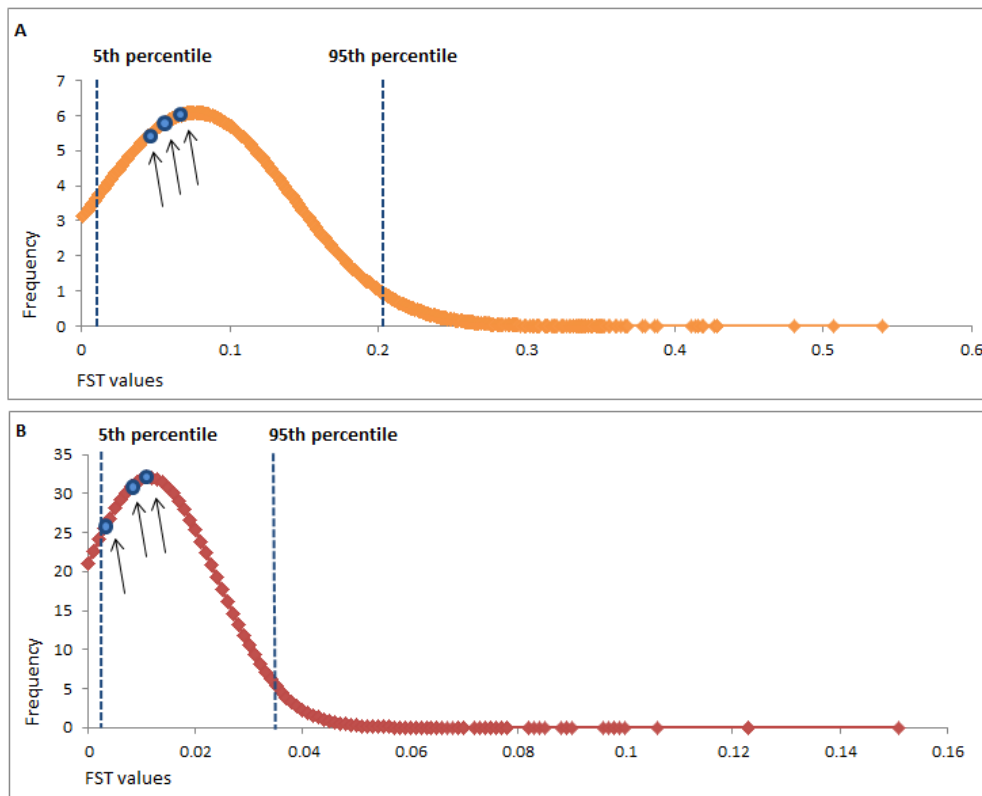 A
5th percentile 95th percentile
7
6
5
4
3
2
1
0
Frequency
0 0.1 0.2 0.3 0.4 0.5 0.6
FST values
B
5th percentile 95th percentile
35
30
25
20
15
10
5
0
Frequency
0 0.02 0.04 0.06 0.08 0.1 0.12 0.14 0.16
FST values